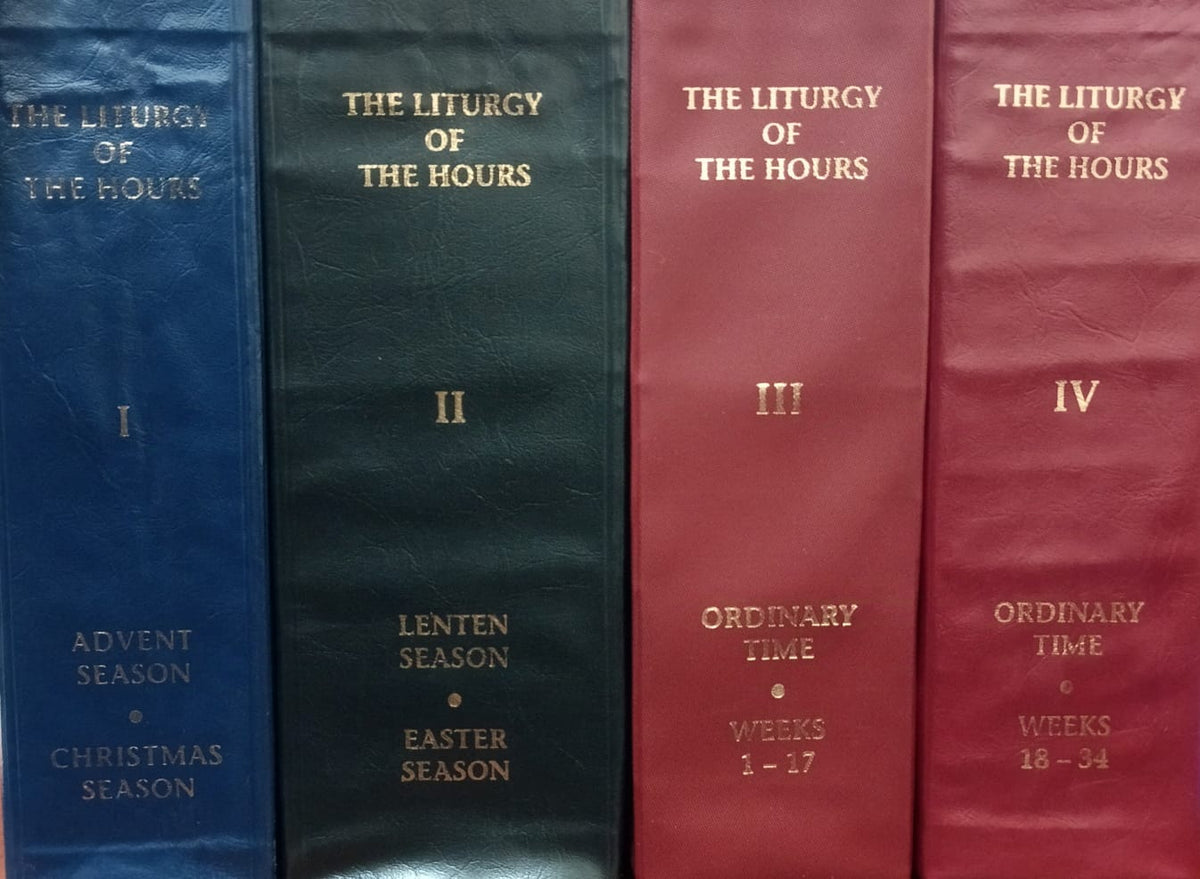 THE LITURGY
OF
THE HOURS
I
ADVENT
SEASON
•
CHRISTMAS
SEASON
THE LITURGY
OF
THE HOURS
II
LENTEN
SEASON
•
EASTER
SEASON
THE LITURGY
OF
THE HOURS
III
ORDINARY
TIME
•
WEEKS
1 – 17
THE LITURGY
OF
THE HOURS
IV
ORDINARY
TIME
•
WEEKS
18 – 34